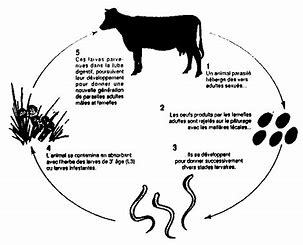 1
Un animal parasité
héberge des vers
adultes sexués...
2
Les oeufs produits par les femelles
adultes sont rejetés sur le pâturage
avec les matières fécales...
3
Ils se développent
pour donner successivement
divers stades larvaires.
4
L'animal se contamine en absorbant
avec l'herbe des larves de 3° âge (L3)
ou larves infestantes.
5
Ces larves parve-
nues dans le tube
digestif, poursuivent
leur développement
pour donner une
nouvelle génération
de parasites adultes
mâles et femelles